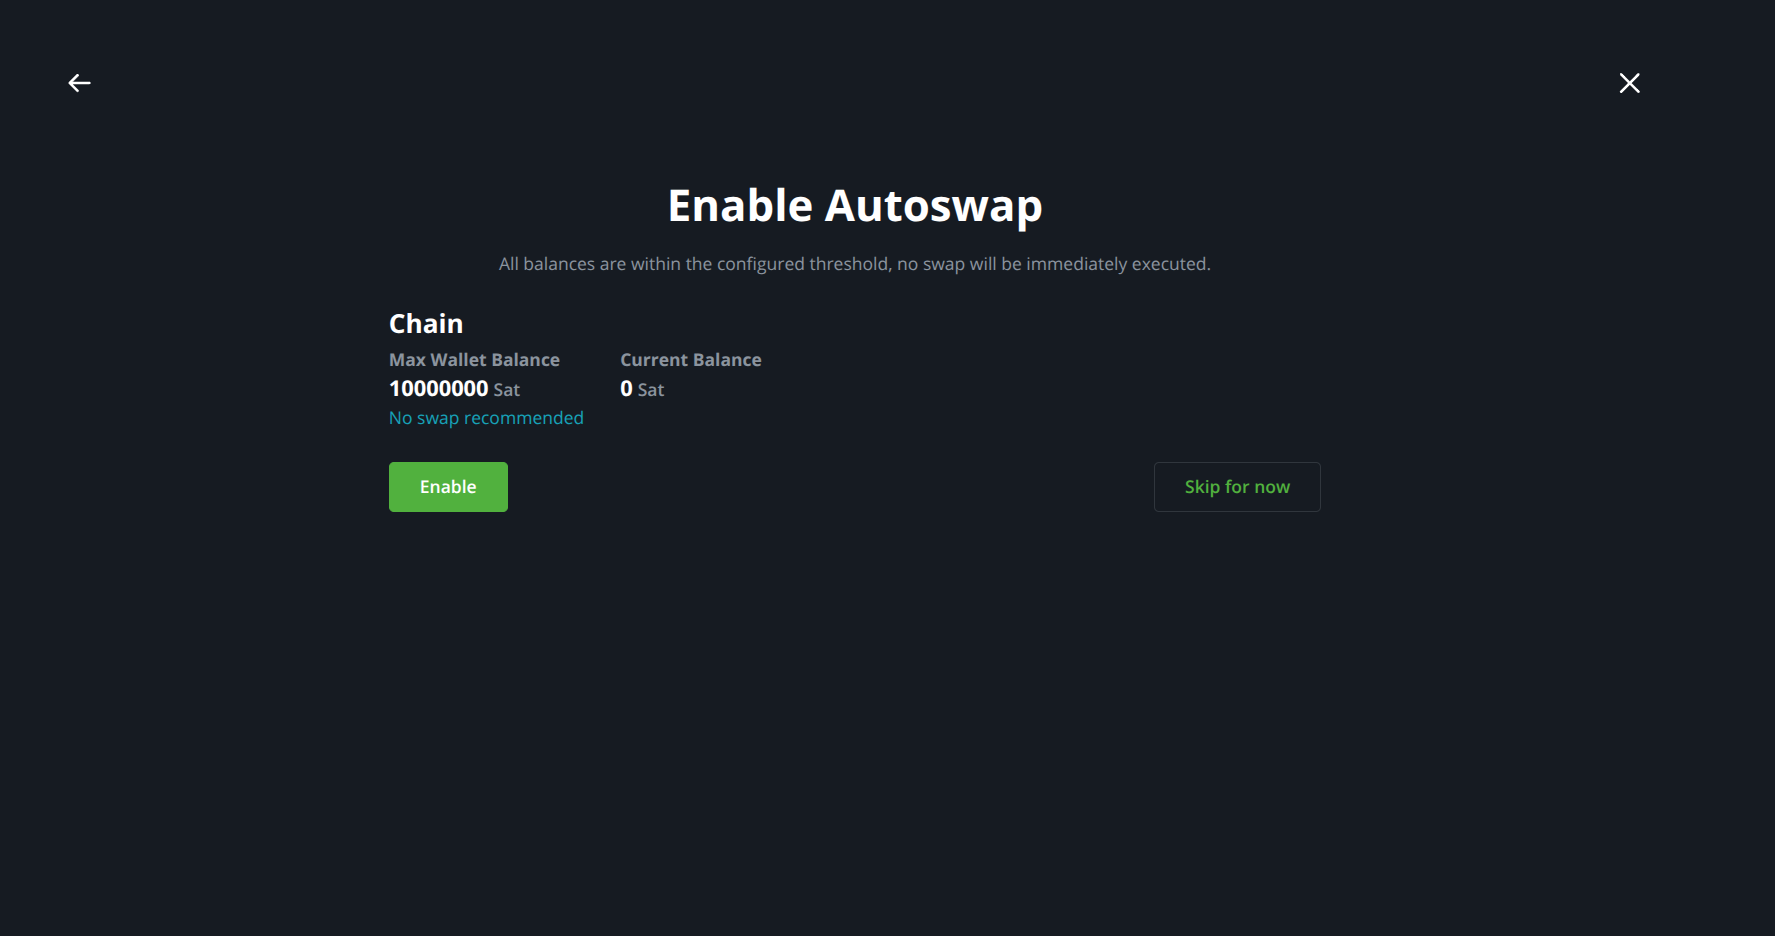 Enable Autoswap
All balances are within the configured threshold, no swap will be immediately executed.
Chain
Max Wallet Balance Current Balance
10000000 Sat 0 Sat
No swap recommended
Enable Skip for now